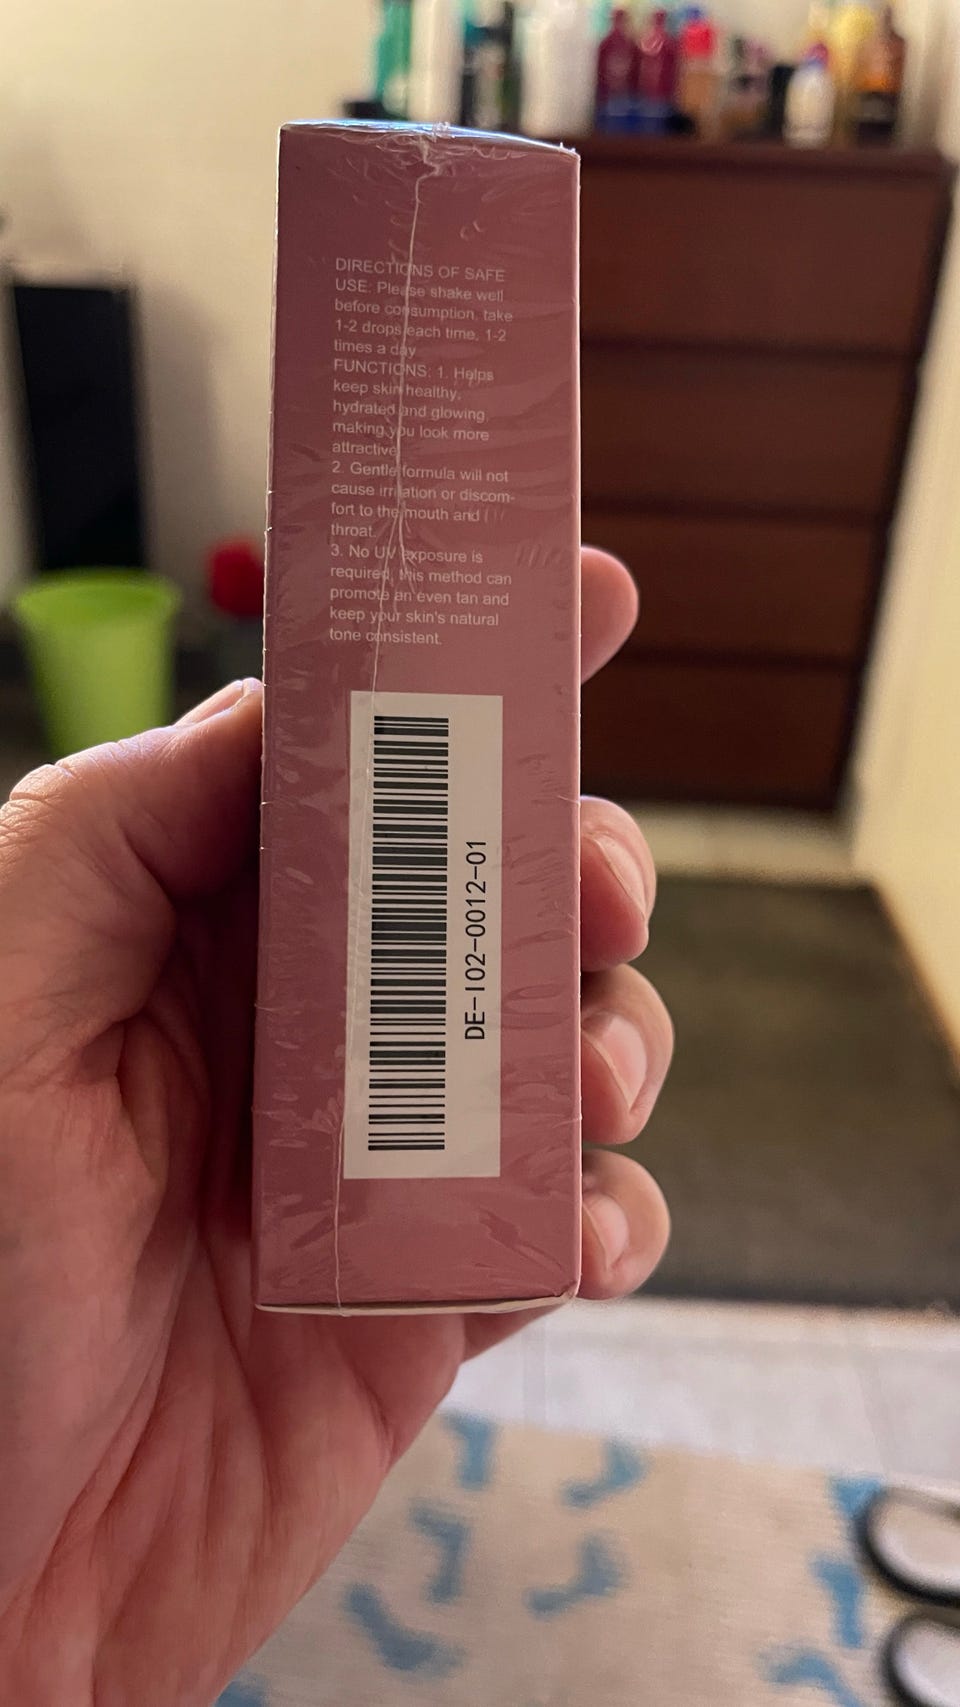 DIRECTIONS OF SAFE
USE: Please shake well
before consumption, take
1-2 drops each time, 1-2
times a day
FUNCTIONS: 1. Helps
keep skin healthy,
hydrated and glowing,
making you look more
attractive
2. Gentle formula will not
cause irritation or discom-
fort to the mouth and
throat.
3. No UV exposure is
required, this method can
promote an even tan and
keep your skin's natural
tone consistent.
DE-I02-0012-01